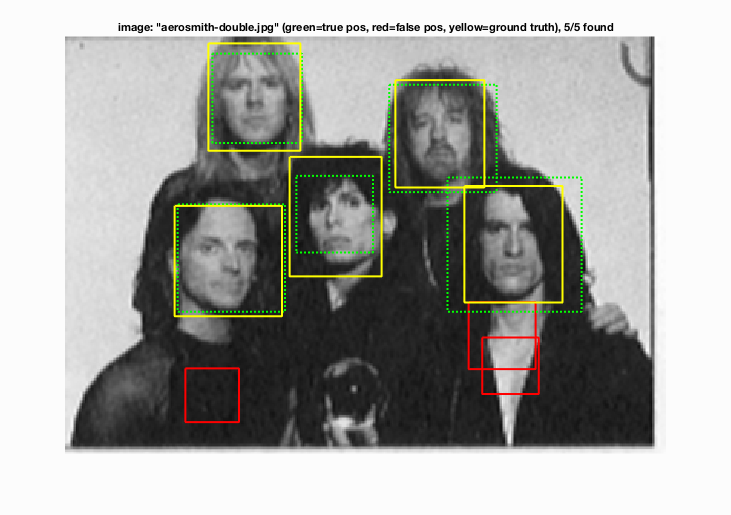 image: "aerosmith-double.jpg" (green=true pos, red=false pos, yellow=ground truth), 5/5 found